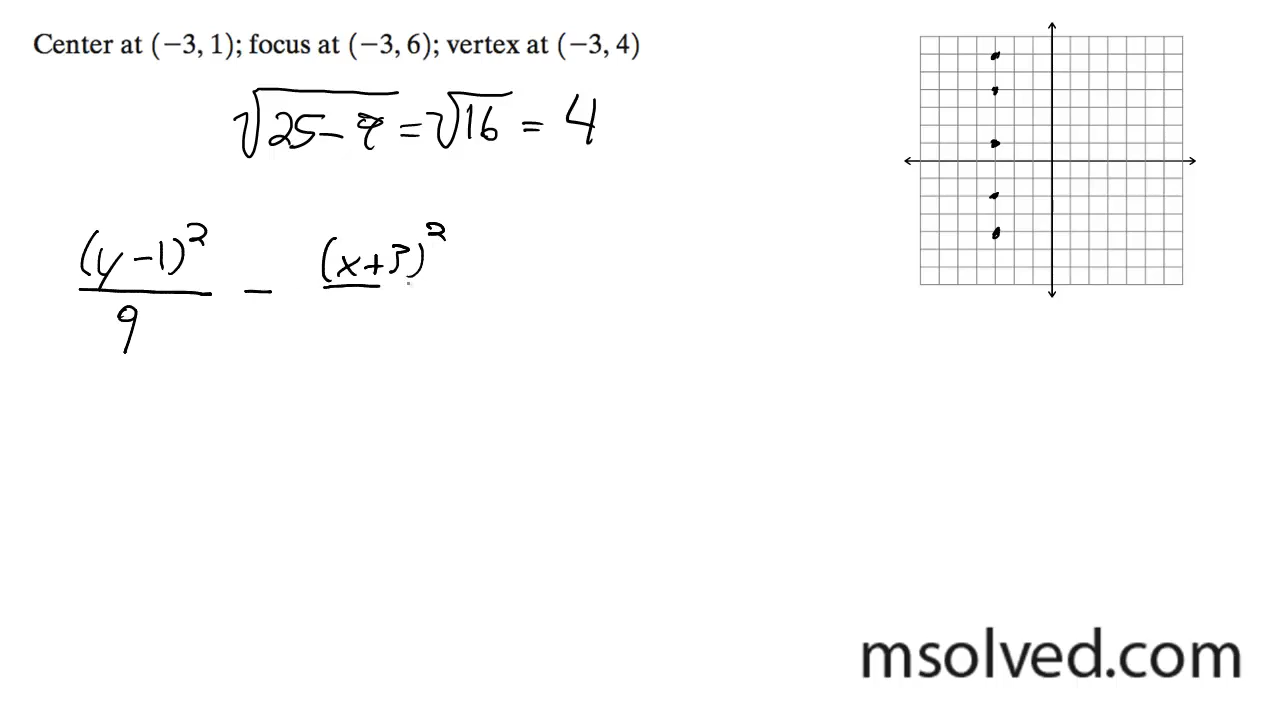 Center at (−3, 1); focus at (−3, 6); vertex at (−3, 4)
√25 − 9 = √16 = 4
(y − 1)² − (x + 3)²
9
msolved.com